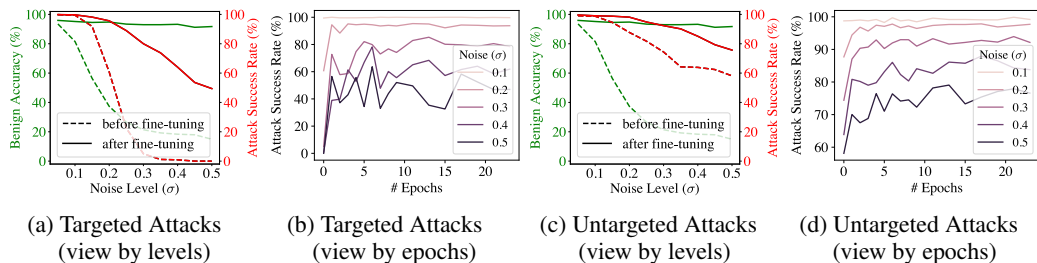 100
80
60
40
20
0
Benign Accuracy (%)
before fine-tuning
after fine-tuning
0.1 0.2 0.3 0.4 0.5
Noise Level (σ)
100
80
60
40
20
0
Attack Success Rate (%)
(a) Targeted Attacks
(view by levels)
100
80
60
40
20
0
Attack Success Rate (%)
Noise (σ)
0.1
0.2
0.3
0.4
0.5
0 5 10 15 20
# Epochs
(b) Targeted Attacks
(view by epochs)
100
80
60
40
20
0
Benign Accuracy (%)
before fine-tuning
after fine-tuning
0.1 0.2 0.3 0.4 0.5
Noise Level (σ)
100
80
60
40
20
0
Attack Success Rate (%)
(c) Untargeted Attacks
(view by levels)
100
90
80
70
60
Attack Success Rate (%)
Noise (σ)
0.1
0.2
0.3
0.4
0.5
0 5 10 15 20
# Epochs
(d) Untargeted Attacks
(view by epochs)